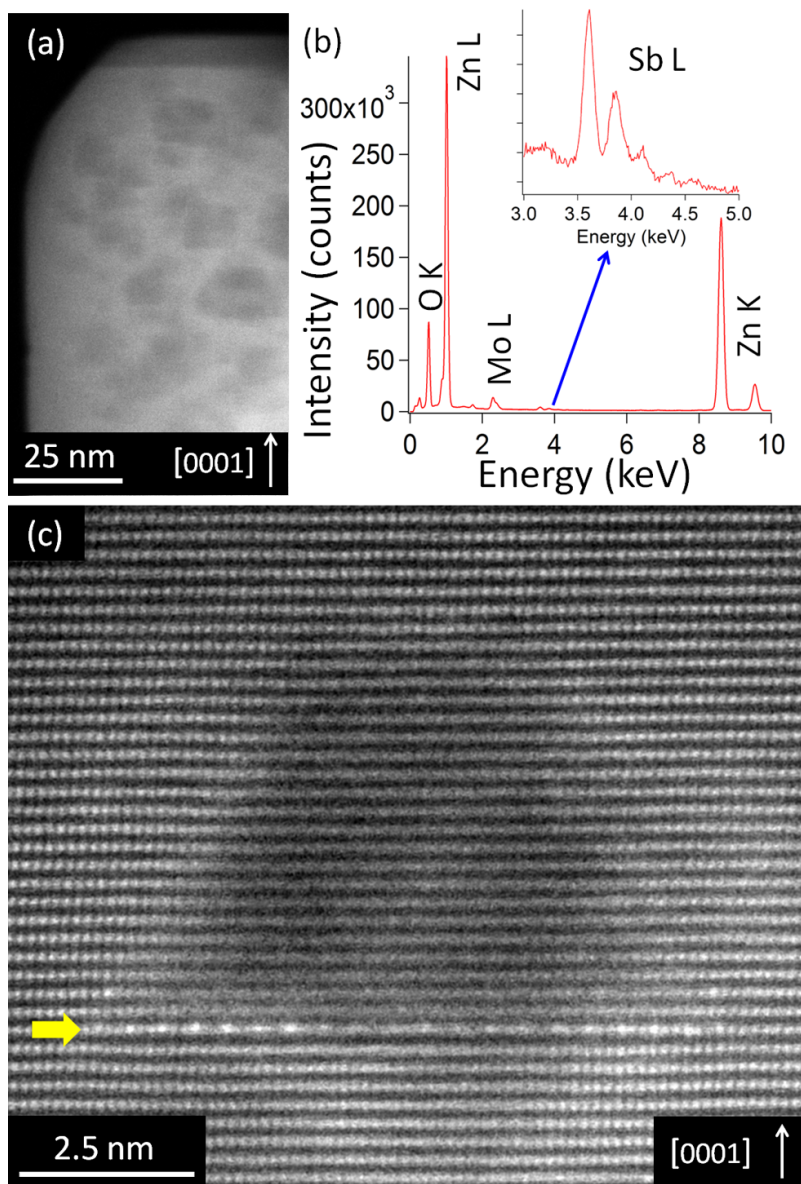 (a)
25 nm
[0001]
(b)
Intensity (counts)
300x10³
250
200
150
100
50
0
0
2
4
6
8
10
Energy (keV)
O K
Zn L
Mo L
Zn K
Sb L
3.0
3.5
4.0
4.5
5.0
Energy (keV)
(c)
2.5 nm
[0001]